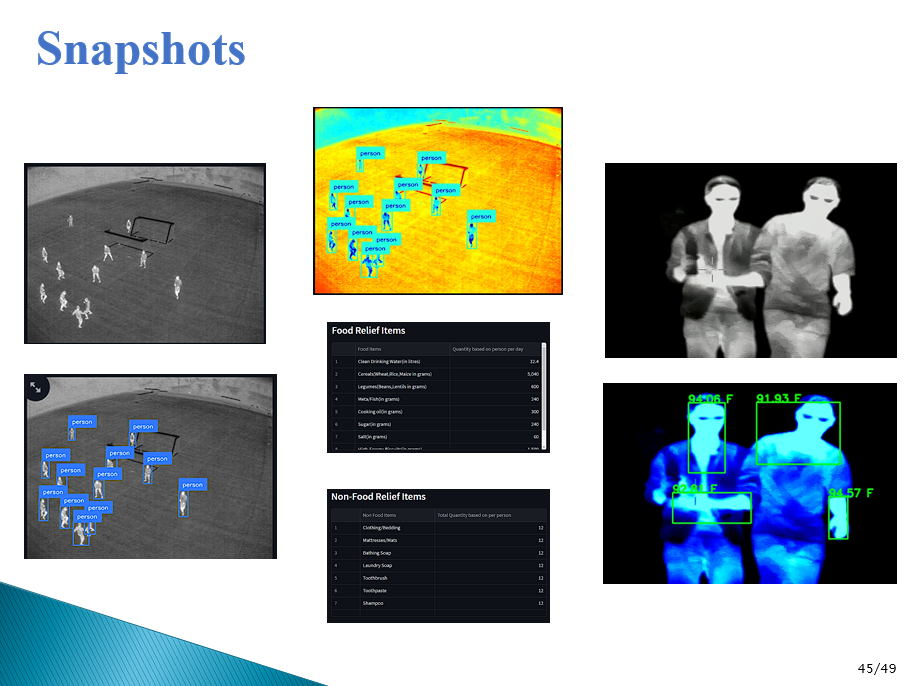 Snapshots
person
person
person
person
person
person
person
person
person
person
person
person
Food Relief Items
Food Items Quantity based on person per day
1 Clean Drinking Water(in litres) 32.4
2 Cereals(Wheat,Rice,Maize in grams) 5,040
3 Legumes(Beans,Lentils in grams) 600
4 Meta/Fish(in grams) 240
5 Cooking oil(in grams) 300
6 Sugar(in grams) 240
7 Salt(in grams) 60
94.06 F 91.93 F
F
94.57 F
person
person
person
person
person
person
person
person
person
person
person
person
Non-Food Relief Items
Non Food Items Total Quantity based on per person
1 Clothing/Bedding 12
2 Mattresses/Mats 12
3 Bathing Soap 12
4 Laundry Soap 12
5 Toothbrush 12
6 Toothpaste 12
7 Shampoo 12
45/49